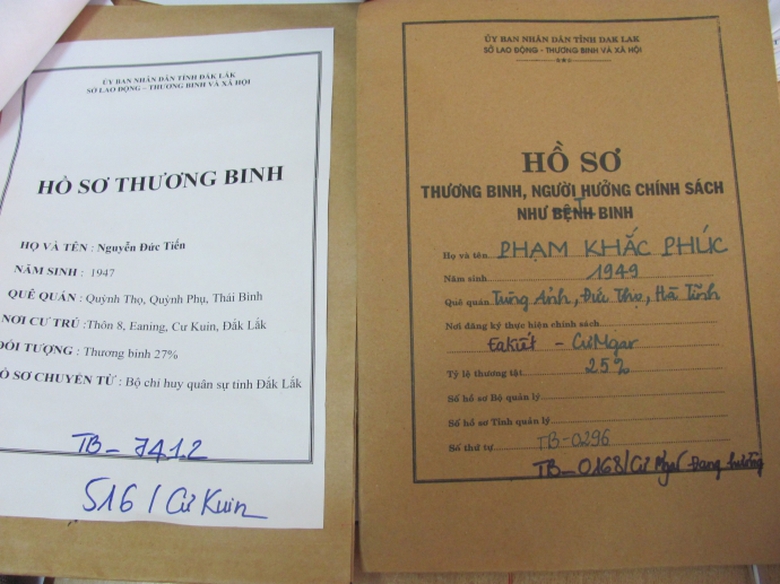 ỦY BAN NHÂN DÂN TỈNH ĐẮK LẮK
SỞ LAO ĐỘNG – THƯƠNG BINH VÀ XÃ HỘI
HỒ SƠ THƯƠNG BINH
HỌ VÀ TÊN : Nguyễn Đức Tiến
NĂM SINH : 1947
QUÊ QUÁN : Quỳnh Thọ, Quỳnh Phụ, Thái Bình
NƠI CƯ TRÚ :Thôn 8, Eaning, Cư Kuin, Đắk Lắk
ĐỐI TƯỢNG : Thương binh 27%
HỒ SƠ CHUYỂN TỪ : Bộ chỉ huy quân sự tỉnh Đắk Lắk
TB – 7412
516 / Cư Kuin
ỦY BAN NHÂN DÂN TỈNH ĐAK LAK
SỞ LAO ĐỘNG - THƯƠNG BINH VÀ XÃ HỘI
HỒ SƠ
THƯƠNG BINH, NGƯỜI HƯỞNG CHÍNH SÁCH
NHƯ BỆNH BINH
Họ và tên PHẠM KHẮC PHÚC
Năm sinh 1949
Quê quán Tùng Ảnh, Đức Thọ, Hà Tĩnh
Nơi đăng ký thực hiện chính sách
Eakiết - CưMgar
Tỷ lệ thương tật 25%
Số hồ sơ Bộ quản lý
Số hồ sơ Tỉnh quản lý
Số thứ tự TB-0296
TB–0168/Cư Mgar Đang hưởng